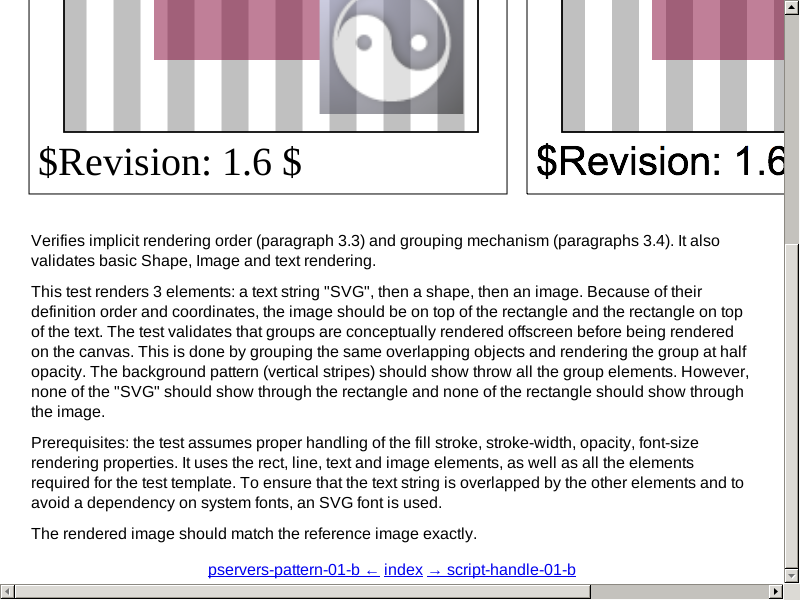 $Revision: 1.6 $
$Revision: 1.6
Verifies implicit rendering order (paragraph 3.3) and grouping mechanism (paragraphs 3.4). It also
validates basic Shape, Image and text rendering.
This test renders 3 elements: a text string "SVG", then a shape, then an image. Because of their
definition order and coordinates, the image should be on top of the rectangle and the rectangle on top
of the text. The test validates that groups are conceptually rendered offscreen before being rendered
on the canvas. This is done by grouping the same overlapping objects and rendering the group at half
opacity. The background pattern (vertical stripes) should show throw all the group elements. However,
none of the "SVG" should show through the rectangle and none of the rectangle should show through
the image.
Prerequisites: the test assumes proper handling of the fill stroke, stroke-width, opacity, font-size
rendering properties. It uses the rect, line, text and image elements, as well as all the elements
required for the test template. To ensure that the text string is overlapped by the other elements and to
avoid a dependency on system fonts, an SVG font is used.
The rendered image should match the reference image exactly.
pservers-pattern-01-b ← index → script-handle-01-b